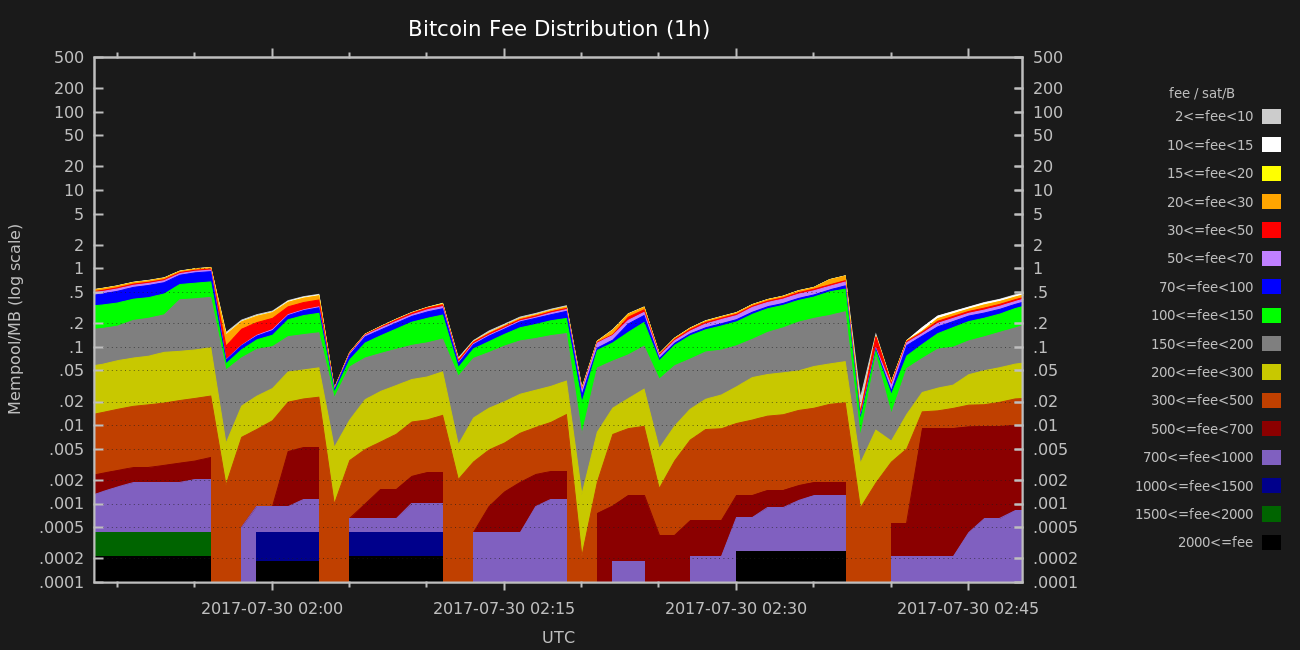 Bitcoin Fee Distribution (1h)
Mempool/MB (log scale)
500
200
100
50
20
10
5
2
1
.5
.2
.1
.05
.02
.01
.005
.002
.001
.0005
.0002
.0001
500
200
100
50
20
10
5
2
1
.5
.2
.1
.05
.02
.01
.005
.002
.001
.0005
.0002
.0001
2017-07-30 02:00
2017-07-30 02:15
2017-07-30 02:30
2017-07-30 02:45
UTC
fee / sat/B
2<=fee<10
10<=fee<15
15<=fee<20
20<=fee<30
30<=fee<50
50<=fee<70
70<=fee<100
100<=fee<150
150<=fee<200
200<=fee<300
300<=fee<500
500<=fee<700
700<=fee<1000
1000<=fee<1500
1500<=fee<2000
2000<=fee